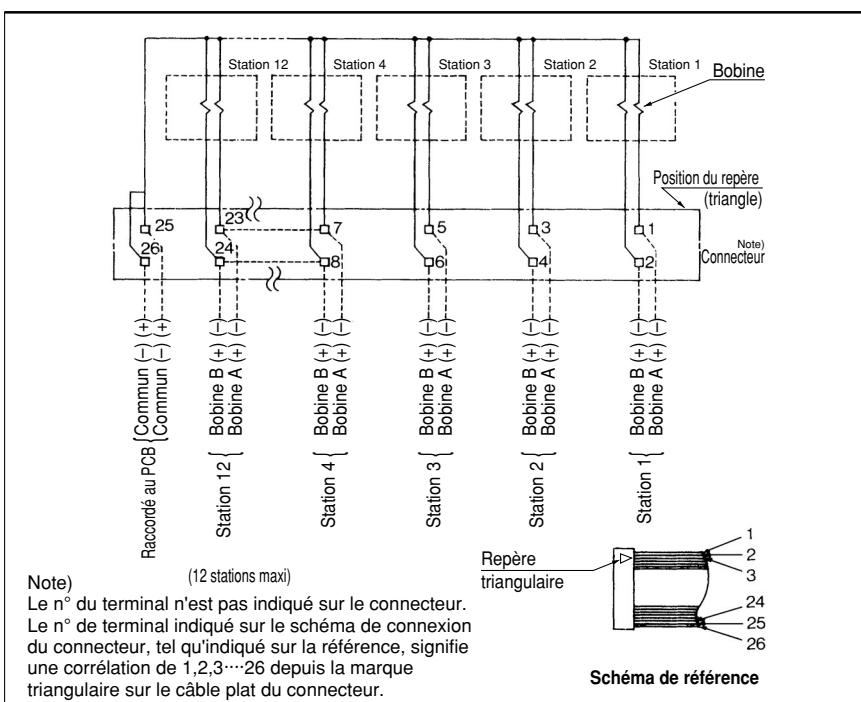 Station 12
Station 4
Station 3
Station 2
Station 1
Bobine
Position du repère
(triangle)
25
23
7
5
3
1
Note)
Connecteur
26
24
8
6
4
2
Raccordé au PCB
Commun (−) (+)
Commun (−) (+)
Station 12
Bobine B (+) (−)
Bobine A (+) (−)
Station 4
Bobine B (+) (−)
Bobine A (+) (−)
Station 3
Bobine B (+) (−)
Bobine A (+) (−)
Station 2
Bobine B (+) (−)
Bobine A (+) (−)
Station 1
Bobine B (+) (−)
Bobine A (+) (−)
(12 stations maxi)
Note)
Le n° du terminal n'est pas indiqué sur le connecteur.
Le n° de terminal indiqué sur le schéma de connexion
du connecteur, tel qu'indiqué sur la référence, signifie
une corrélation de 1,2,3····26 depuis la marque
triangulaire sur le câble plat du connecteur.
Repère
triangulaire
1
2
3
24
25
26
Schéma de référence